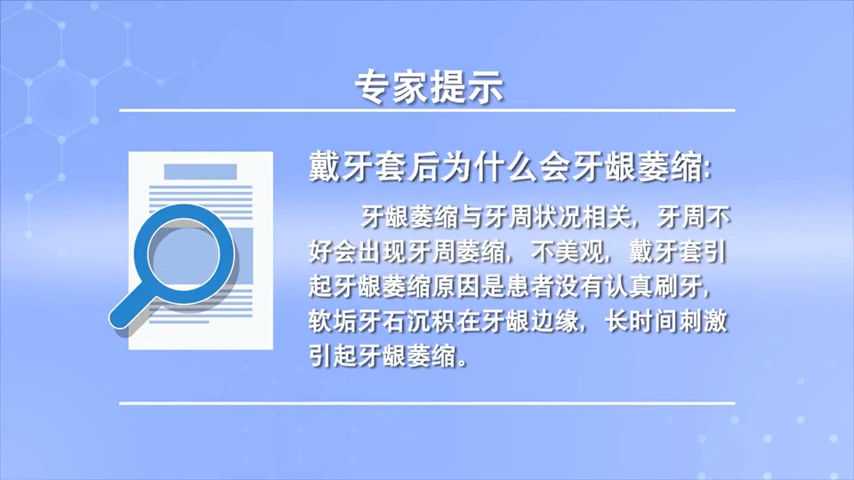 专家提示
戴牙套后为什么会牙龈萎缩:
牙龈萎缩与牙周状况相关，牙周不
好会出现牙周萎缩，不美观，戴牙套引
起牙龈萎缩原因是患者没有认真刷牙，
软垢牙石沉积在牙龈边缘，长时间刺激
引起牙龈萎缩。